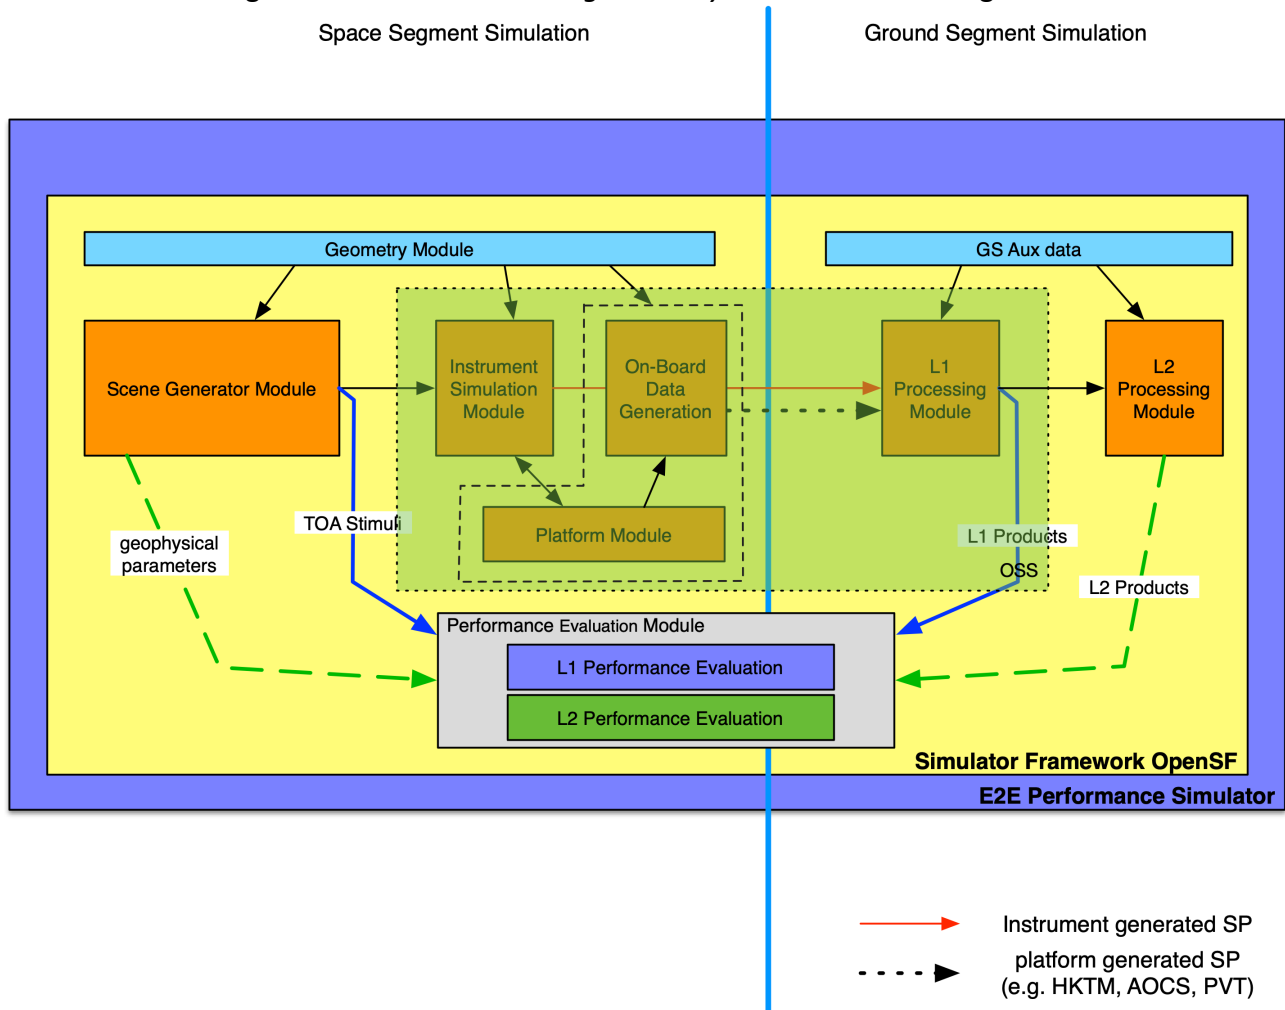 Space Segment Simulation
Ground Segment Simulation
Geometry Module
GS Aux data
Scene Generator Module
Instrument
Simulation
Module
On-Board
Data
Generation
L1
Processing
Module
L2
Processing
Module
Platform Module
TOA Stimuli
geophysical
parameters
L1 Products
OSS
L2 Products
Performance Evaluation Module
L1 Performance Evaluation
L2 Performance Evaluation
Simulator Framework OpenSF
E2E Performance Simulator
Instrument generated SP
platform generated SP
(e.g. HKTM, AOCS, PVT)